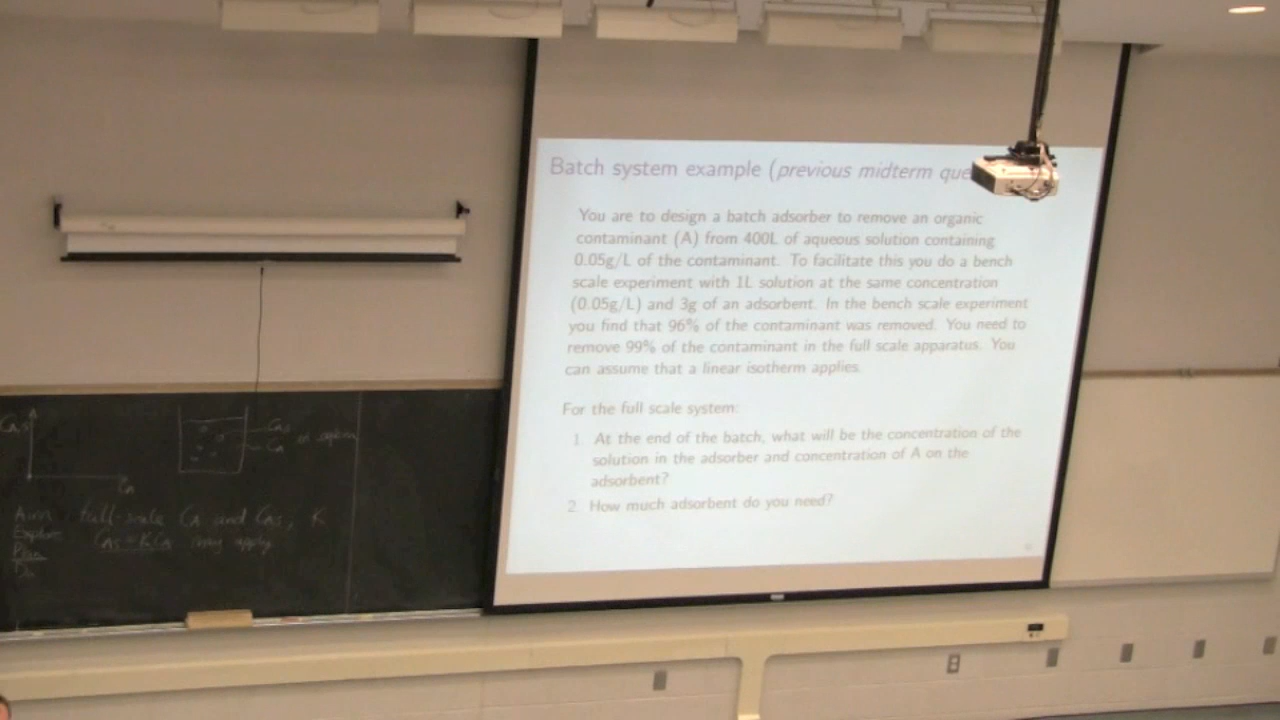 Batch system example (previous midterm que
You are to design a batch adsorber to remove an organic
contaminant (A) from 400L of aqueous solution containing
0.05g/L of the contaminant. To facilitate this you do a bench
scale experiment with 1L solution at the same concentration
(0.05g/L) and 3g of an adsorbent. In the bench scale experiment
you find that 96% of the contaminant was removed. You need to
remove 99% of the contaminant in the full scale apparatus. You
can assume that a linear isotherm applies.
For the full scale system:
1. At the end of the batch, what will be the concentration of the
solution in the adsorber and concentration of A on the
adsorbent?
2. How much adsorbent do you need?
CAS
CAS
CA
CA
full-scale CA and CAS, K
Explore CAS = KCA may apply
Plan